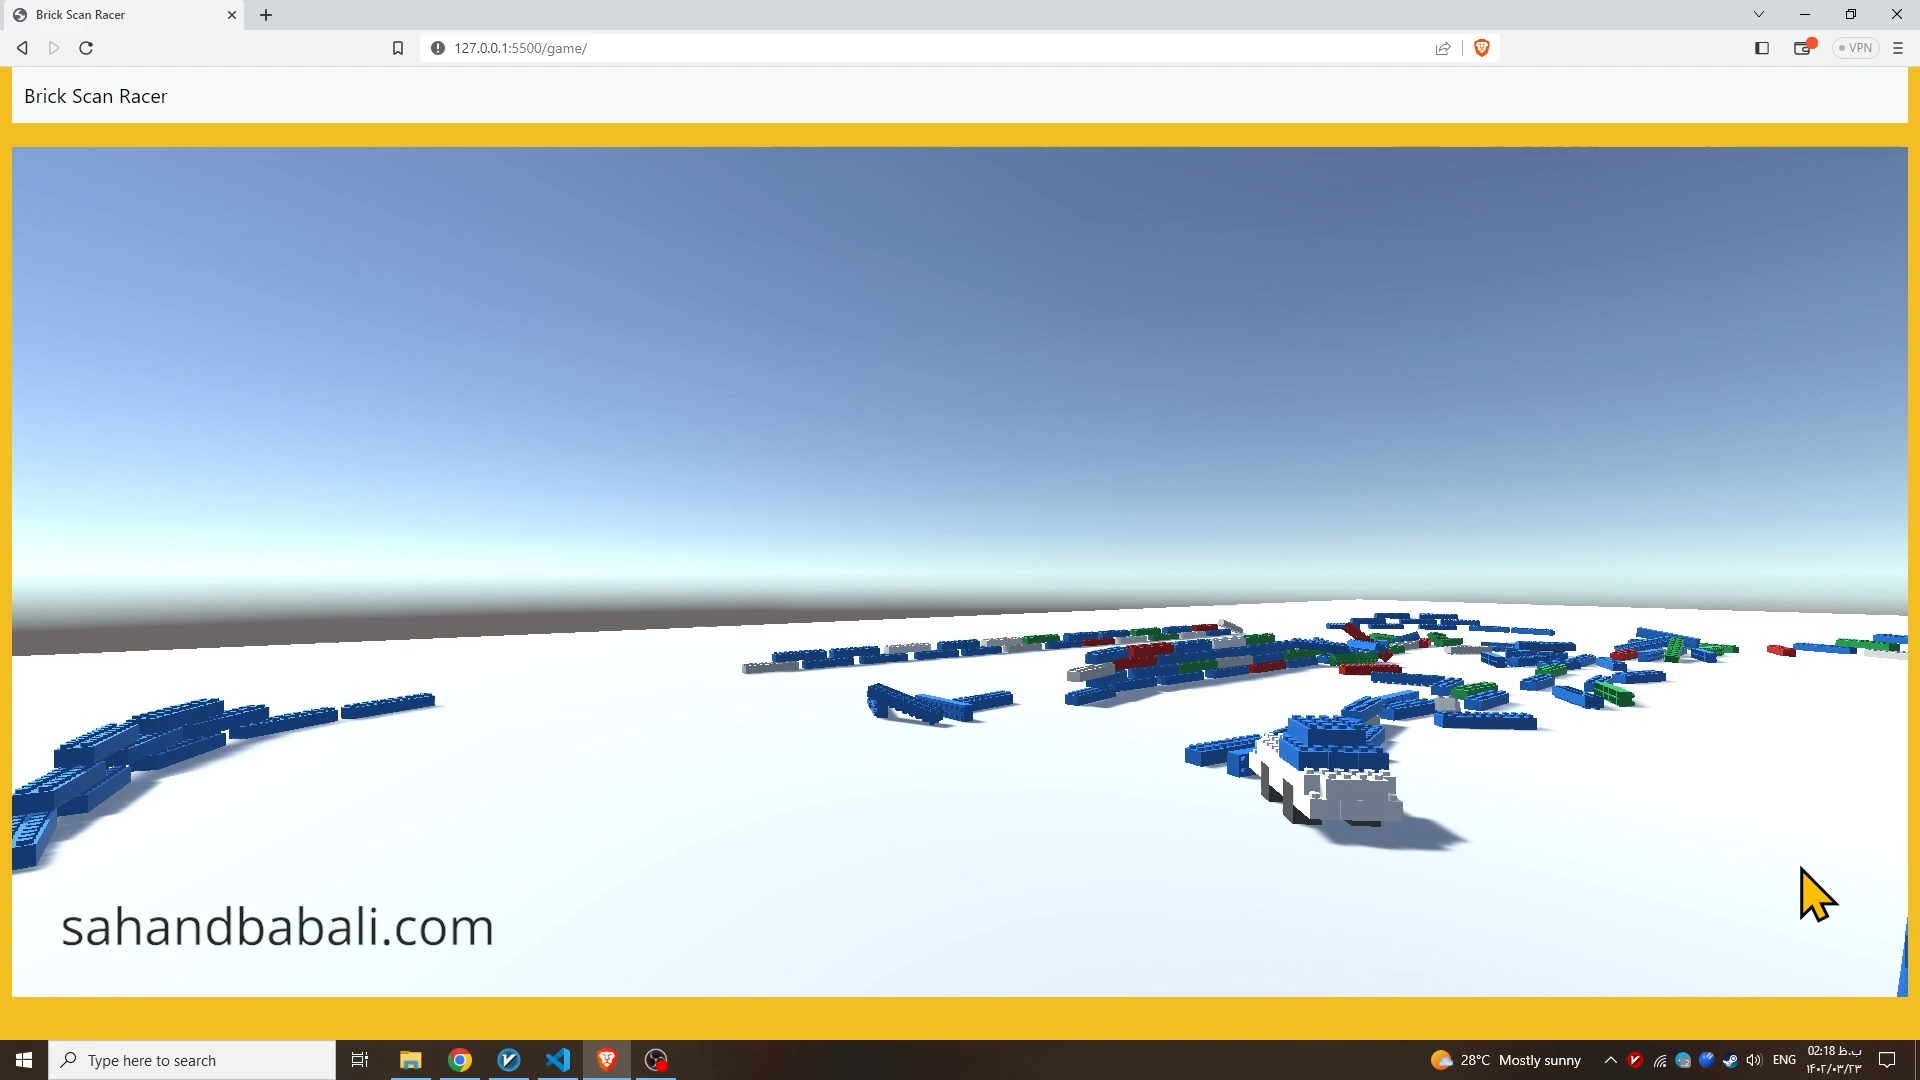 Brick Scan Racer
127.0.0.1:5500/game/
VPN
Brick Scan Racer
sahandbabali.com
Type here to search
28°C Mostly sunny
ENG
02:18 ب.ظ
۱۴۰۲/۰۳/۲۳